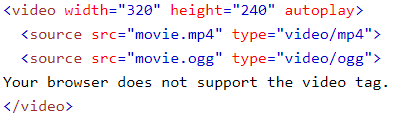 <video width="320" height="240" autoplay>
<source src="movie.mp4" type="video/mp4">
<source src="movie.ogg" type="video/ogg">
Your browser does not support the video tag.
</video>